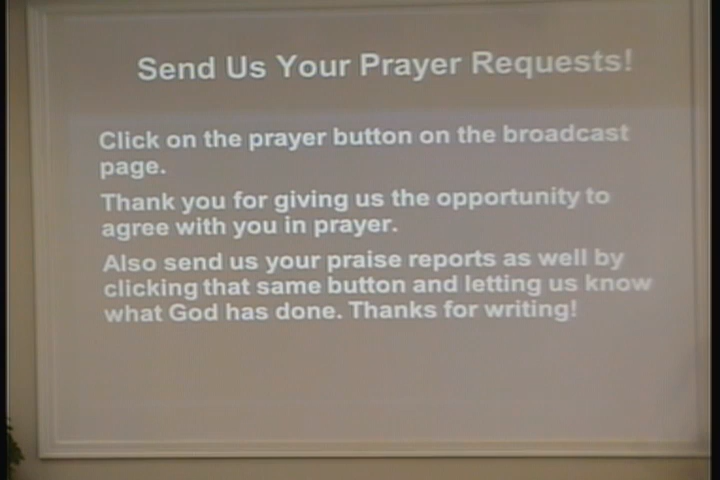 Send Us Your Prayer Requests!
Click on the prayer button on the broadcast
page.
Thank you for giving us the opportunity to
agree with you in prayer.
Also send us your praise reports as well by
clicking that same button and letting us know
what God has done. Thanks for writing!